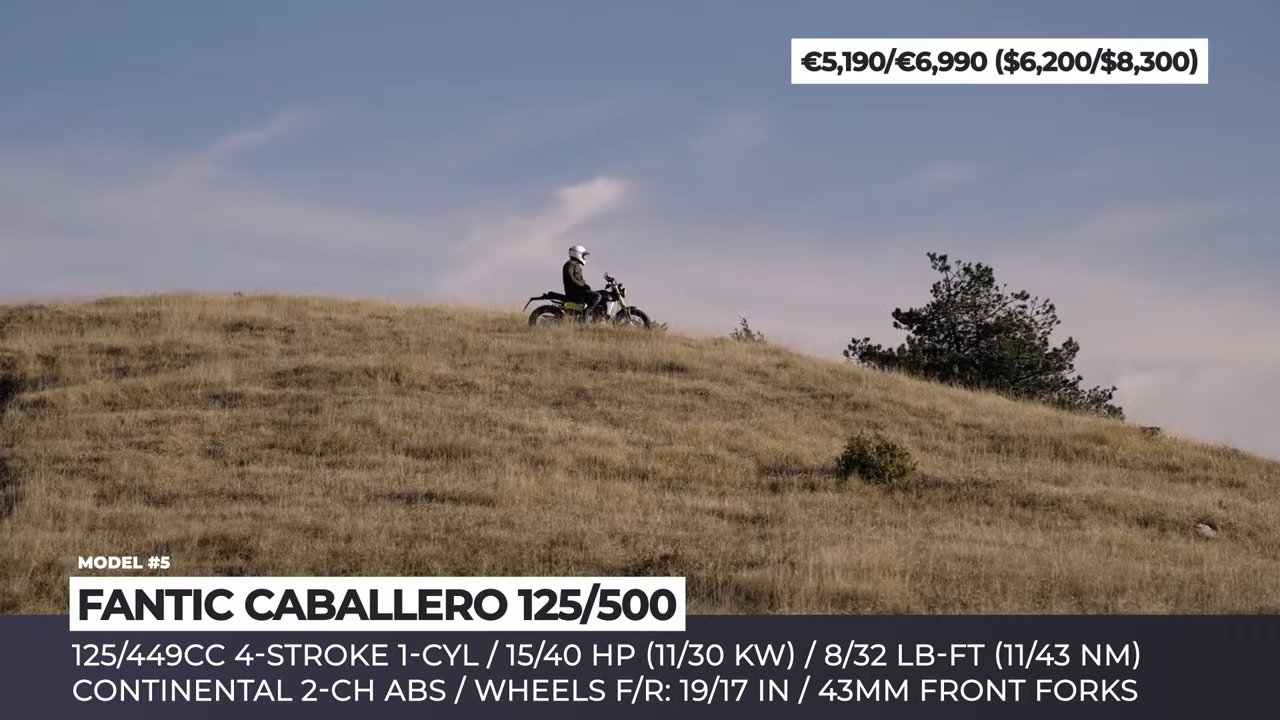 €5,190/€6,990 ($6,200/$8,300)
MODEL #5
FANTIC CABALLERO 125/500
125/449CC 4-STROKE 1-CYL / 15/40 HP (11/30 KW) / 8/32 LB-FT (11/43 NM)
CONTINENTAL 2-CH ABS / WHEELS F/R: 19/17 IN / 43MM FRONT FORKS